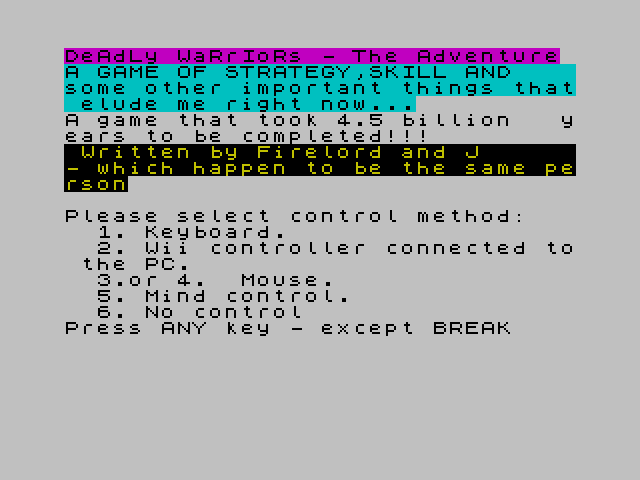 DeAdLy WaRrIoRs - The Adventure
A GAME OF STRATEGY,SKILL AND
some other important things that
 elude me right now...
A game that took 4.5 billion   y
ears to be completed!!!
 Written by Firelord and J
- which happen to be the same pe
rson
Please select control method:
  1. Keyboard.
  2. Wii controller connected to
 the PC.
  3.or 4.  Mouse.
  5. Mind control.
  6. No control
Press ANY key - except BREAK